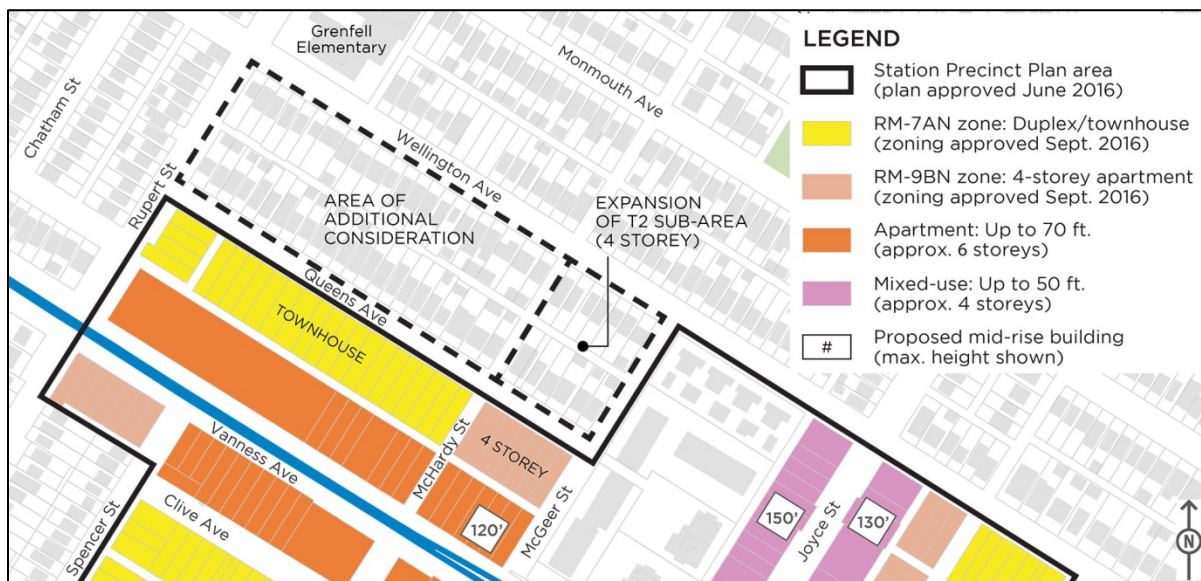 Grenfell
Elementary
Monmouth Ave
Chatham St
Wellington Ave
Rupert St
AREA OF
ADDITIONAL
CONSIDERATION
EXPANSION
OF T2 SUB-AREA
(4 STOREY)
Queens Ave
TOWNHOUSE
4 STOREY
McHardy St
Vanness Ave
McGeer St
120'
Clive Ave
Spencer St
150'
130'
Joyce St
LEGEND
Station Precinct Plan area
(plan approved June 2016)
RM-7AN zone: Duplex/townhouse
(zoning approved Sept. 2016)
RM-9BN zone: 4-storey apartment
(zoning approved Sept. 2016)
Apartment: Up to 70 ft.
(approx. 6 storeys)
Mixed-use: Up to 50 ft.
(approx. 4 storeys)
#
Proposed mid-rise building
(max. height shown)
N